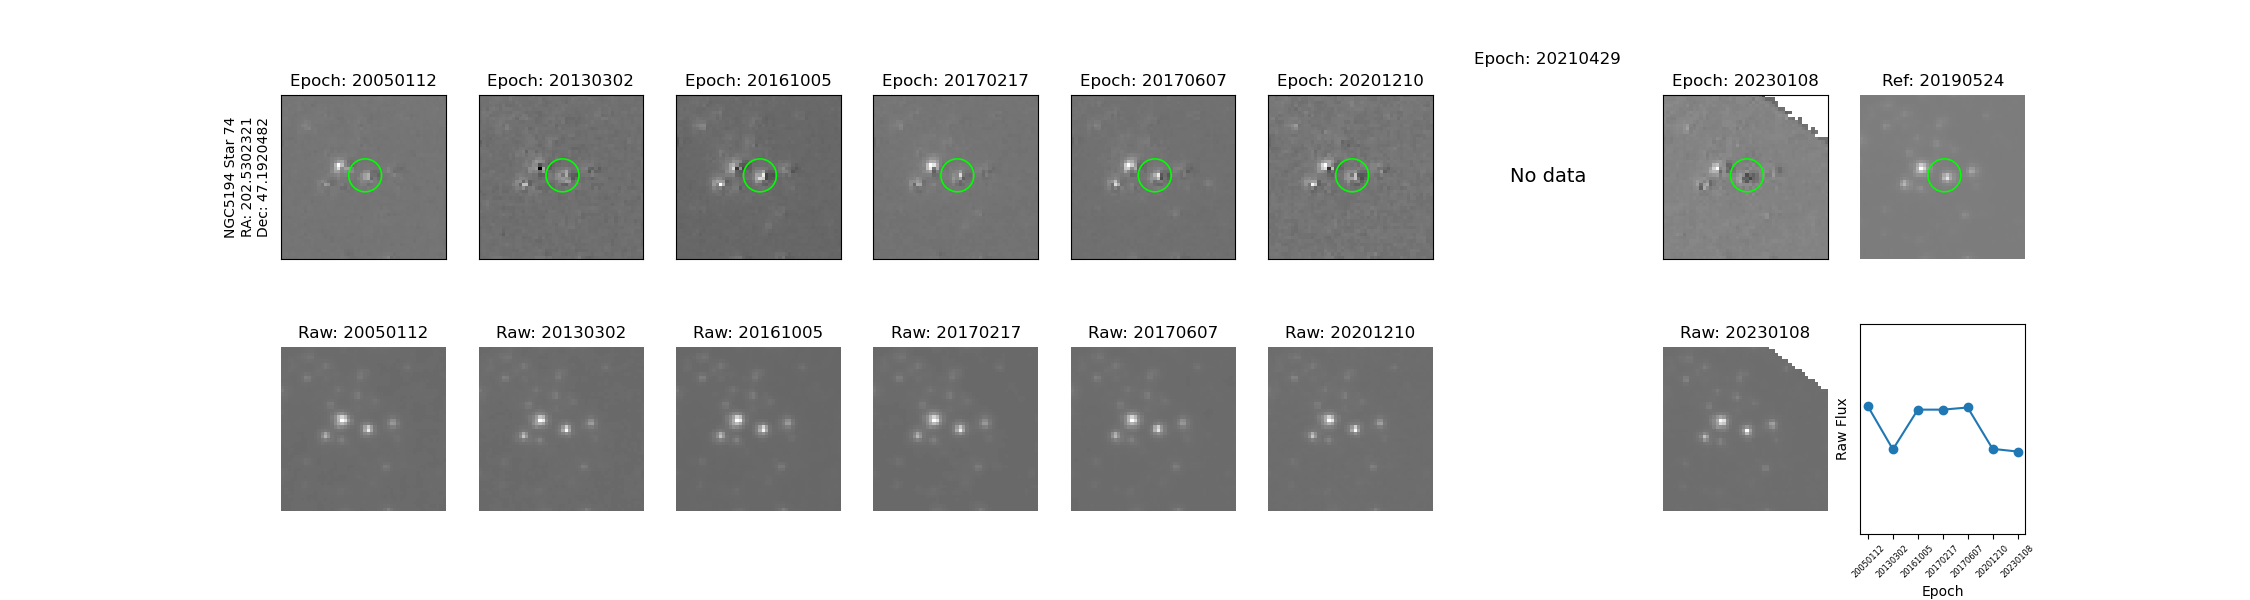 NGC5194 Star 74
RA: 202.5302321
Dec: 47.1920482
Epoch: 20050112
Epoch: 20130302
Epoch: 20161005
Epoch: 20170217
Epoch: 20170607
Epoch: 20201210
Epoch: 20210429
No data
Epoch: 20230108
Ref: 20190524
Raw: 20050112
Raw: 20130302
Raw: 20161005
Raw: 20170217
Raw: 20170607
Raw: 20201210
Raw: 20230108
Raw Flux
20050112
20130302
20161005
20170217
20170607
20201210
20230108
Epoch